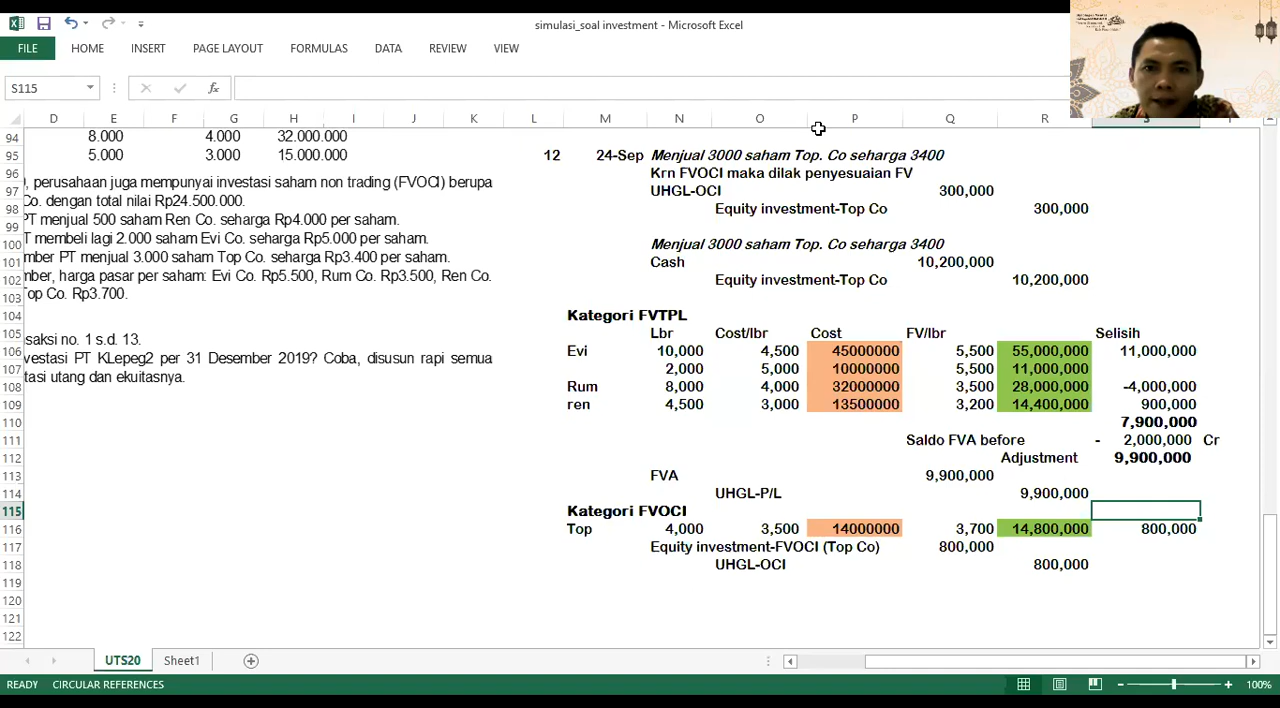 simulasi_soal investment - Microsoft Excel
FILE HOME INSERT PAGE LAYOUT FORMULAS DATA REVIEW VIEW
S115 fx
D E F G H I J K L M N O P Q R S
94 8.000 4.000 32.000.000
95 5.000 3.000 15.000.000 12 24-Sep Menjual 3000 saham Top. Co seharga 3400
96 Krn FVOCI maka dilak penyesuaian FV
, perusahaan juga mempunyai investasi saham non trading (FVOCI) berupa
97 UHGL-OCI 300,000
Co. dengan total nilai Rp24.500.000.
98 Equity investment-Top Co 300,000
PT menjual 500 saham Ren Co. seharga Rp4.000 per saham.
99
T membeli lagi 2.000 saham Evi Co. seharga Rp5.000 per saham.
100 Menjual 3000 saham Top. Co seharga 3400
mber PT menjual 3.000 saham Top Co. seharga Rp3.400 per saham.
101 Cash 10,200,000
mber, harga pasar per saham: Evi Co. Rp5.500, Rum Co. Rp3.500, Ren Co.
102 Equity investment-Top Co 10,200,000
op Co. Rp3.700.
103
104 Kategori FVTPL
105 Lbr Cost/lbr Cost FV/lbr Selisih
saksi no. 1 s.d. 13.
106 Evi 10,000 4,500 45000000 5,500 55,000,000 11,000,000
vestasi PT KLepeg2 per 31 Desember 2019? Coba, disusun rapi semua
107 2,000 5,000 10000000 5,500 11,000,000
tasi utang dan ekuitasnya.
108 Rum 8,000 4,000 32000000 3,500 28,000,000 -4,000,000
109 ren 4,500 3,000 13500000 3,200 14,400,000 900,000
110 7,900,000
111 Saldo FVA before - 2,000,000 Cr
112 Adjustment 9,900,000
113 FVA 9,900,000
114 UHGL-P/L 9,900,000
115 Kategori FVOCI
116 Top 4,000 3,500 14000000 3,700 14,800,000 800,000
117 Equity investment-FVOCI (Top Co) 800,000
118 UHGL-OCI 800,000
119
120
121
122
UTS20 Sheet1
READY CIRCULAR REFERENCES 100%